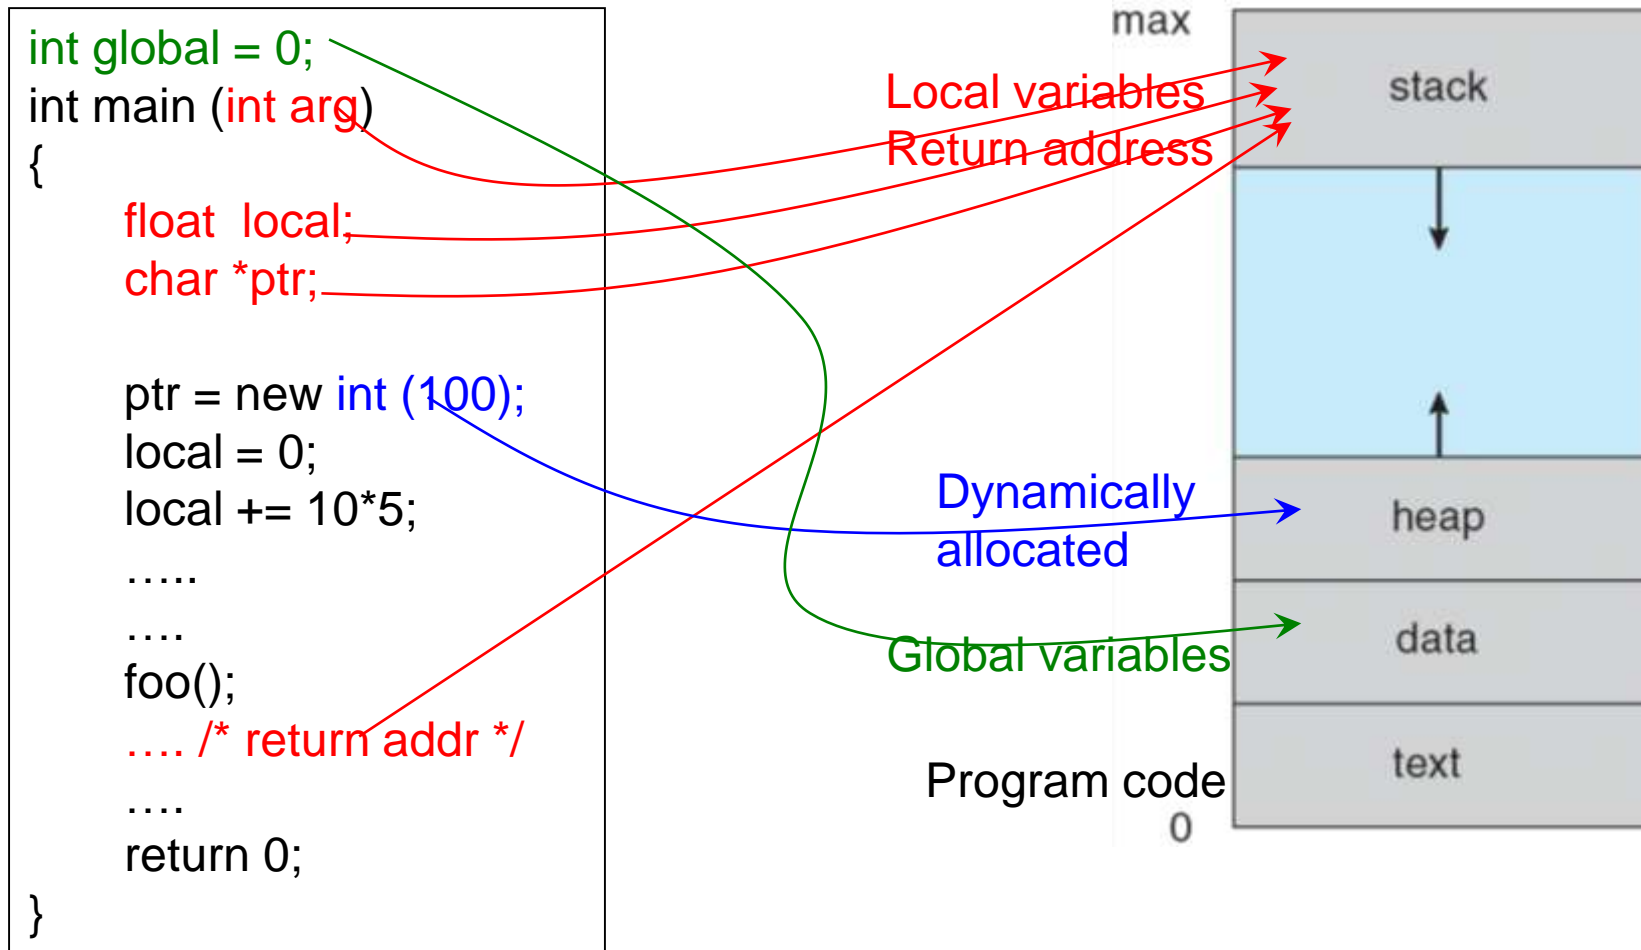 int global = 0;
int main (int arg)
{
float  local;
char *ptr;
ptr = new int (100);
local = 0;
local += 10*5;
…..
….
foo();
…. /* return addr */
….
return 0;
}
Local variables
Return address
Dynamically
allocated
Global variables
Program code
max
stack
heap
data
text
0